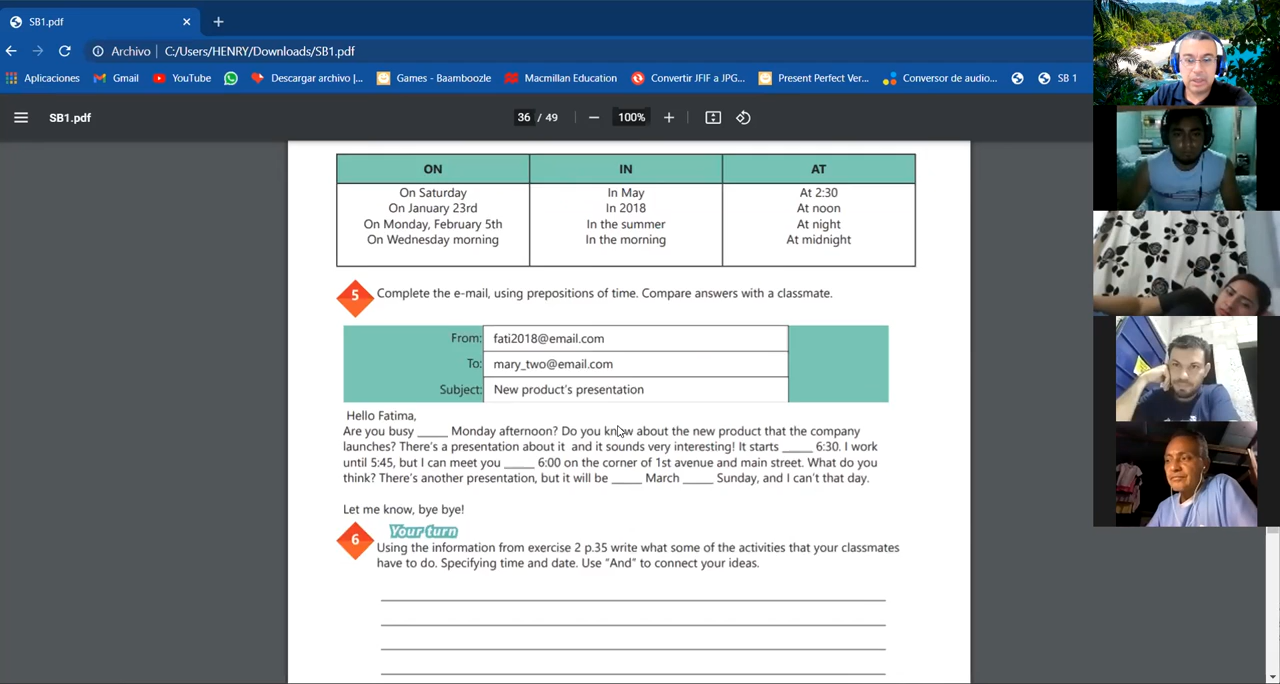 SB1.pdf
Archivo
C:/Users/HENRY/Downloads/SB1.pdf
Aplicaciones
Gmail
YouTube
Descargar archivo |...
Games - Baamboozle
Macmillan Education
Convertir JFIF a JPG...
Present Perfect Ver...
Conversor de audio...
SB 1
SB1.pdf
36 / 49
100%
ON IN AT
On Saturday In May At 2:30
On January 23rd In 2018 At noon
On Monday, February 5th In the summer At night
On Wednesday morning In the morning At midnight
5 Complete the e-mail, using prepositions of time. Compare answers with a classmate.
From: fati2018@email.com
To: mary_two@email.com
Subject: New product's presentation
Hello Fatima,
Are you busy _____ Monday afternoon? Do you know about the new product that the company
launches? There's a presentation about it and it sounds very interesting! It starts _____ 6:30. I work
until 5:45, but I can meet you _____ 6:00 on the corner of 1st avenue and main street. What do you
think? There's another presentation, but it will be _____ March _____ Sunday, and I can't that day.
Let me know, bye bye!
Your turn
6 Using the information from exercise 2 p.35 write what some of the activities that your classmates
have to do. Specifying time and date. Use "And" to connect your ideas.